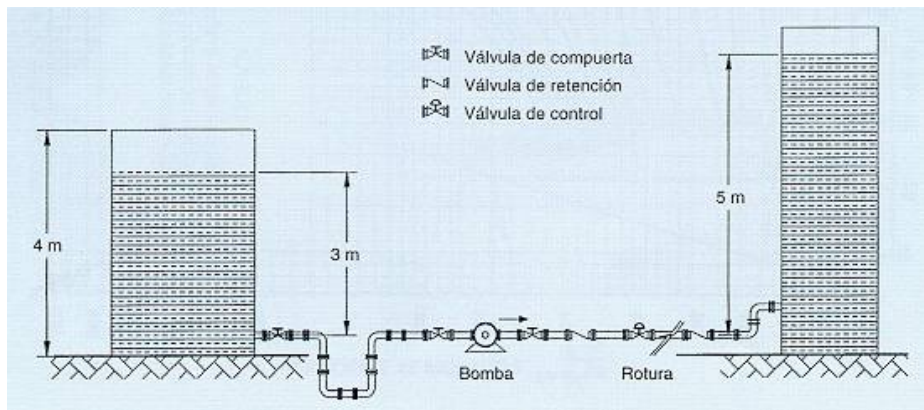 Válvula de compuerta
Válvula de retención
Válvula de control
4 m
3 m
5 m
Bomba
Rotura